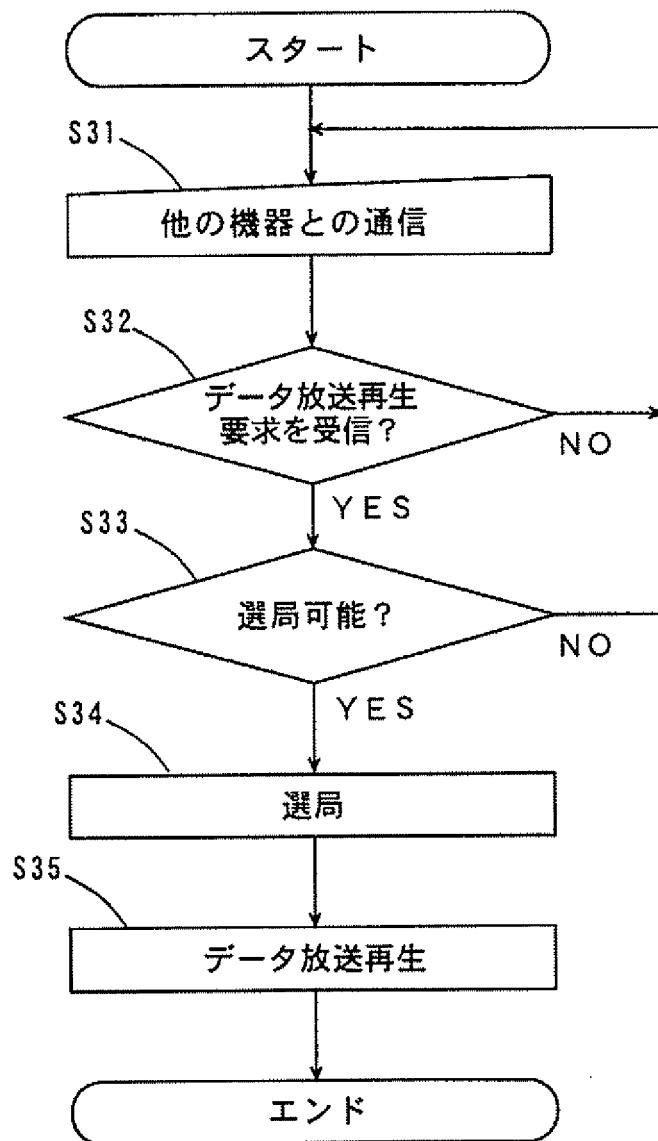 スタート
S31
他の機器との通信
S32
データ放送再生
要求を受信?
NO
YES
S33
選局可能?
NO
YES
S34
選局
S35
データ放送再生
エンド